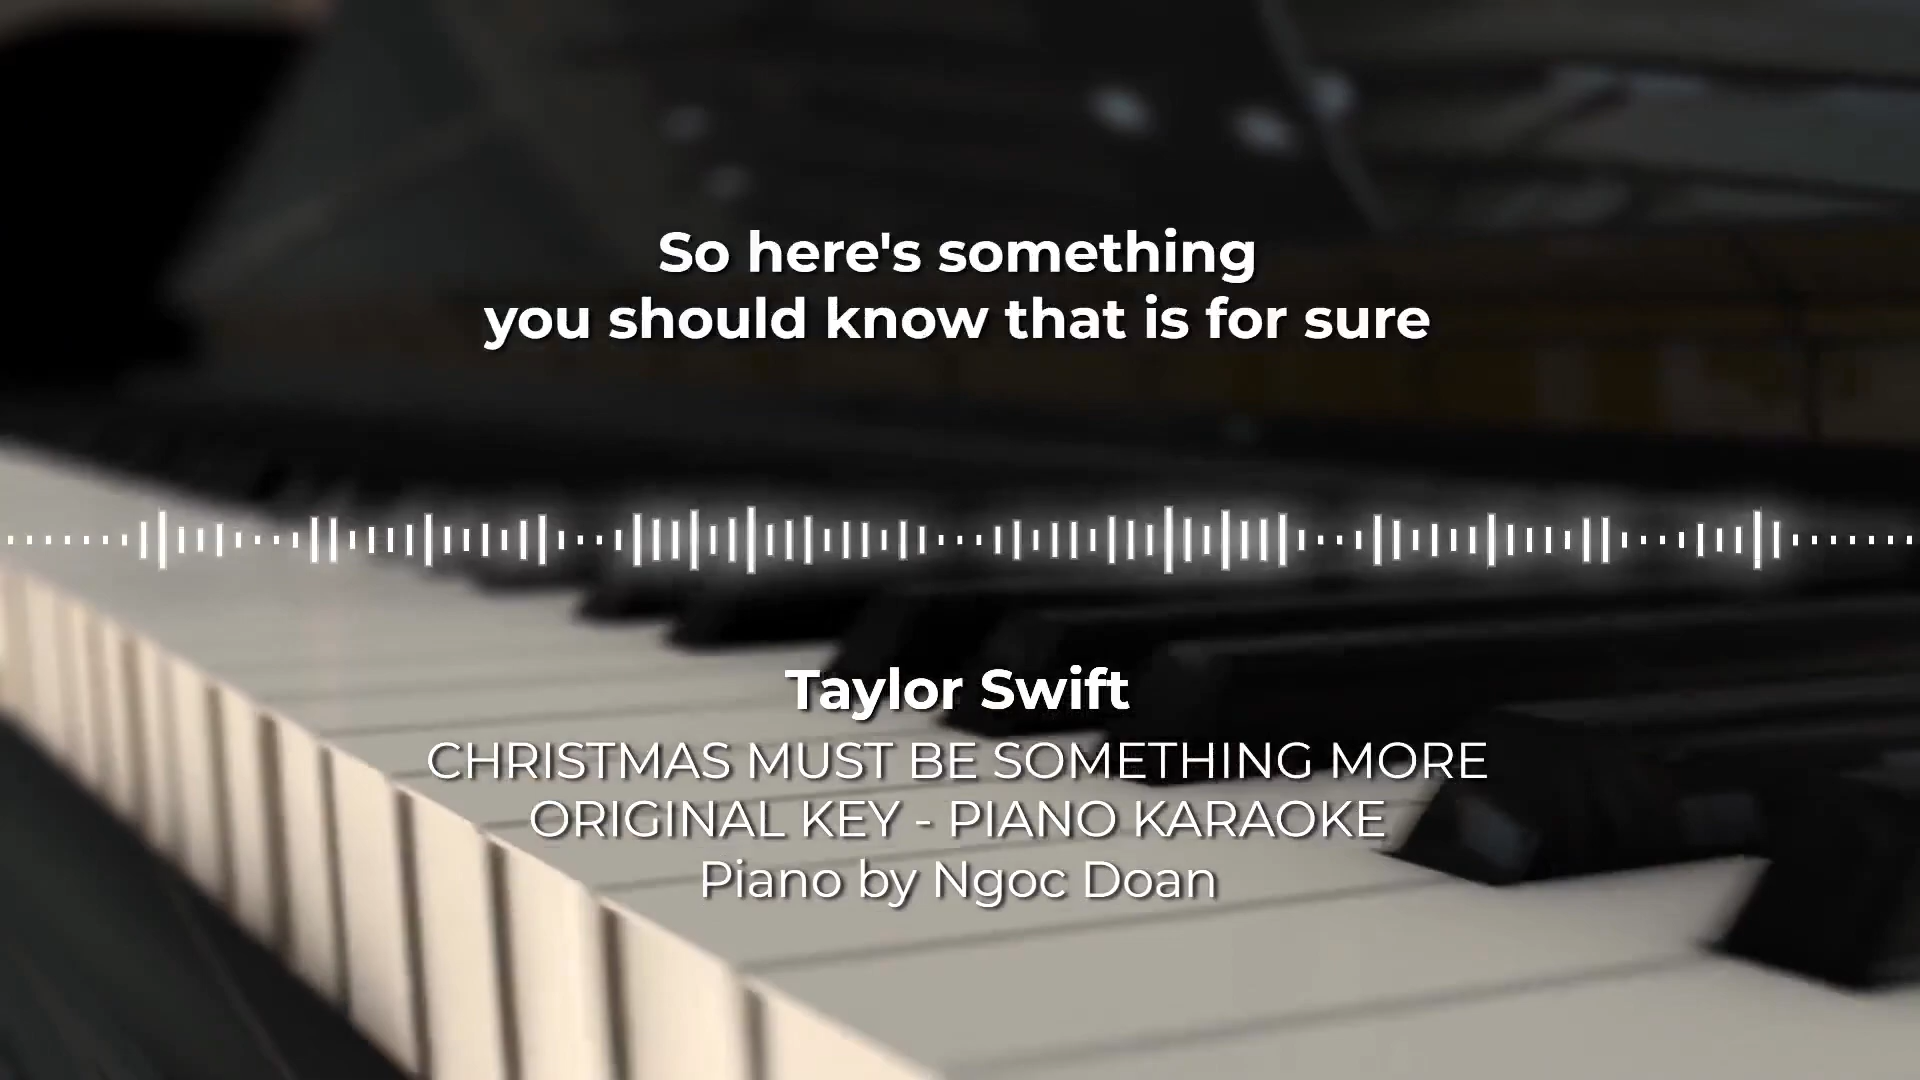 So here's something
you should know that is for sure
Taylor Swift
CHRISTMAS MUST BE SOMETHING MORE
ORIGINAL KEY - PIANO KARAOKE
Piano by Ngoc Doan